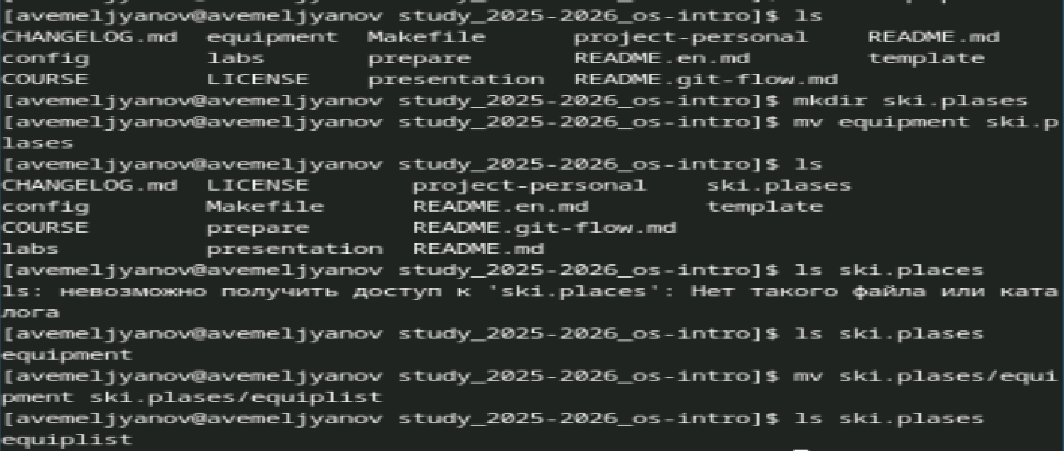 [avemeljyanov@avemeljyanov study_2025-2026_os-intro]$ ls
CHANGELOG.md  equipment  Makefile      project-personal    README.md
config        labs       prepare       README.en.md        template
COURSE        LICENSE    presentation  README.git-flow.md
[avemeljyanov@avemeljyanov study_2025-2026_os-intro]$ mkdir ski.plases
[avemeljyanov@avemeljyanov study_2025-2026_os-intro]$ mv equipment ski.p
lases
[avemeljyanov@avemeljyanov study_2025-2026_os-intro]$ ls
CHANGELOG.md  LICENSE       project-personal    ski.plases
config        Makefile      README.en.md        template
COURSE        prepare       README.git-flow.md
labs          presentation  README.md
[avemeljyanov@avemeljyanov study_2025-2026_os-intro]$ ls ski.places
ls: невозможно получить доступ к 'ski.places': Нет такого файла или ката
лога
[avemeljyanov@avemeljyanov study_2025-2026_os-intro]$ ls ski.plases
equipment
[avemeljyanov@avemeljyanov study_2025-2026_os-intro]$ mv ski.plases/equi
pment ski.plases/equiplist
[avemeljyanov@avemeljyanov study_2025-2026_os-intro]$ ls ski.plases
equiplist